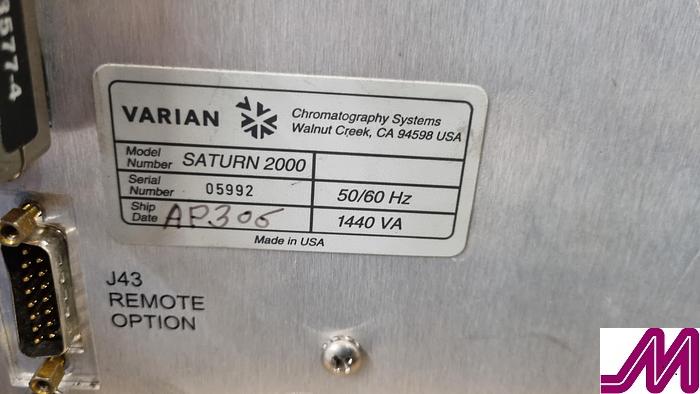 3577-4
VARIAN
Chromatography Systems
Walnut Creek, CA 94598 USA
Model Number SATURN 2000
Serial Number 05992
50/60 Hz
Ship Date AP306
1440 VA
Made in USA
J43
REMOTE
OPTION
M